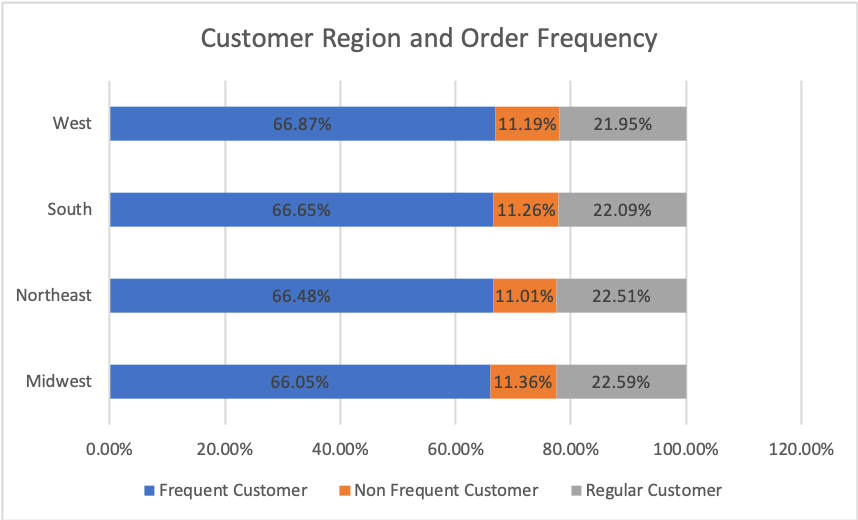 Customer Region and Order Frequency
West 66.87% 11.19% 21.95%
South 66.65% 11.26% 22.09%
Northeast 66.48% 11.01% 22.51%
Midwest 66.05% 11.36% 22.59%
0.00% 20.00% 40.00% 60.00% 80.00% 100.00% 120.00%
Frequent Customer Non Frequent Customer Regular Customer